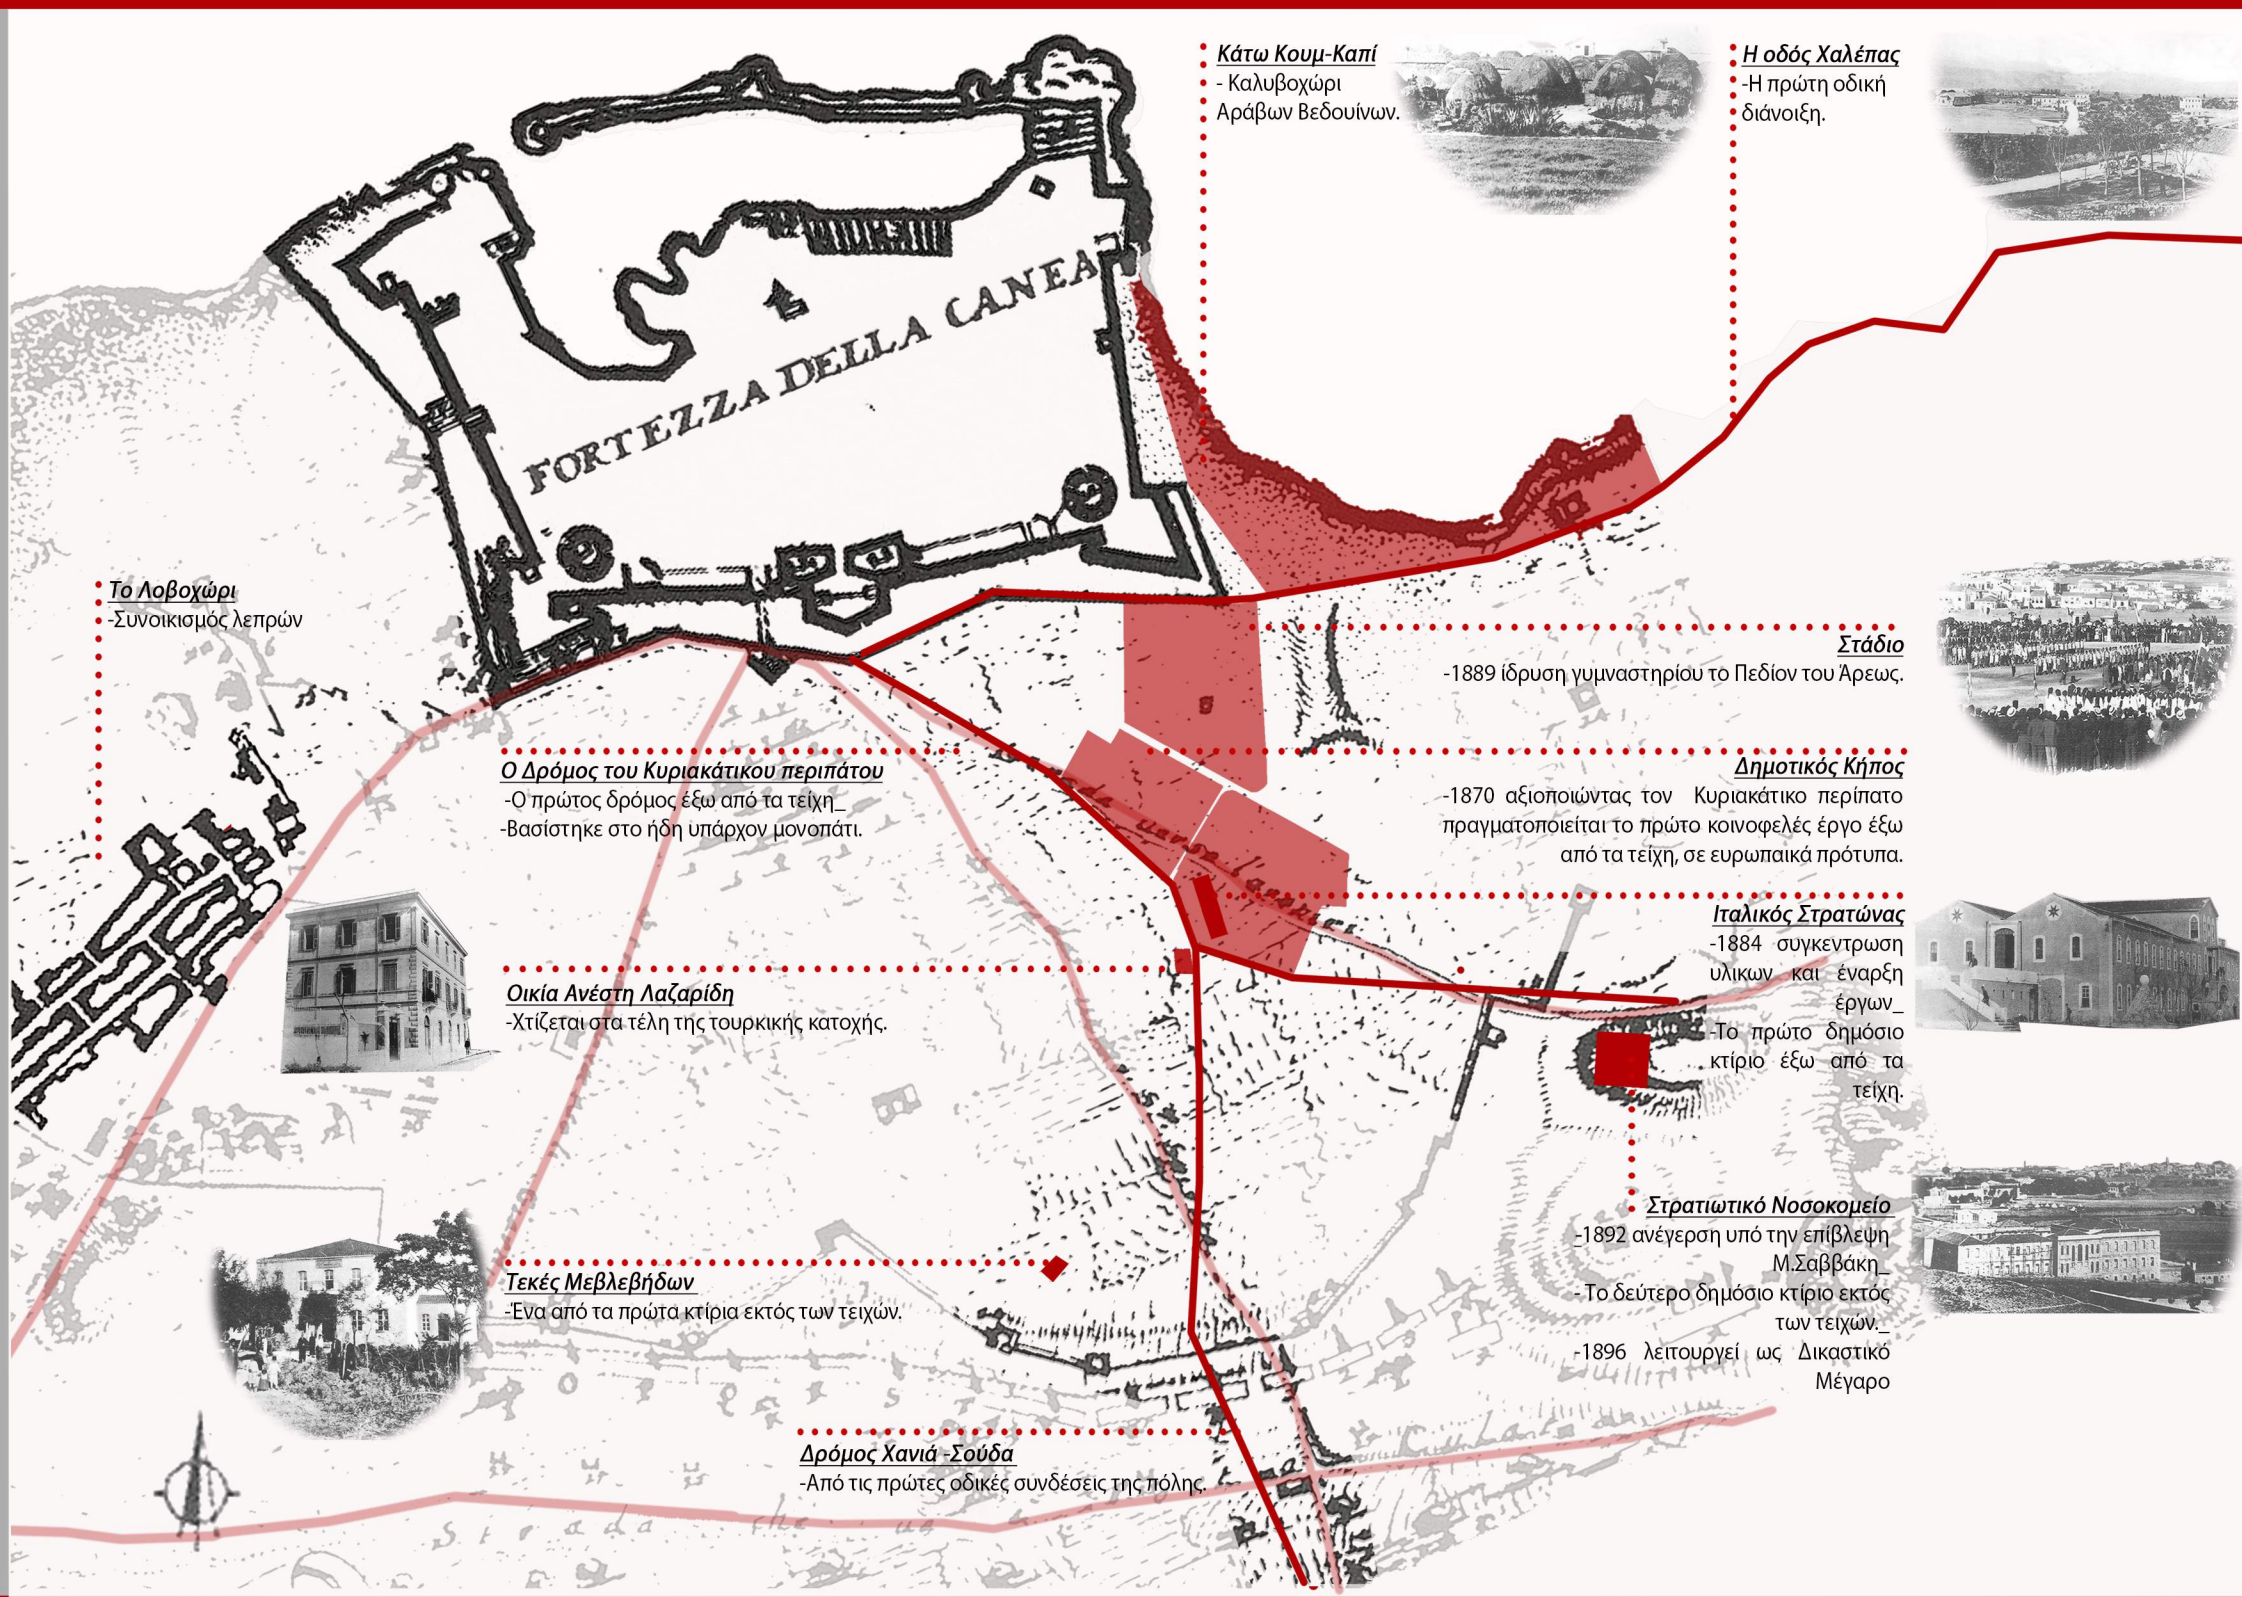 Κάτω Κουμ-Καπί
- Καλυβοχώρι
Αράβων Βεδουίνων.
Η οδός Χαλέπας
-Η πρώτη οδική
διάνοιξη.
FORTEZZA DELLA CANEA
Το Λοβοχώρι
-Συνοικισμός λεπρών
Στάδιο
-1889 ίδρυση γυμναστηρίου το Πεδίον του Άρεως.
Ο Δρόμος του Κυριακάτικου περιπάτου
-Ο πρώτος δρόμος έξω από τα τείχη_
-Βασίστηκε στο ήδη υπάρχον μονοπάτι.
Δημοτικός Κήπος
-1870 αξιοποιώντας τον Κυριακάτικο περίπατο
πραγματοποιείται το πρώτο κοινοφελές έργο έξω
από τα τείχη, σε ευρωπαικά πρότυπα.
Ιταλικός Στρατώνας
-1884 συγκεντρωση
υλικων και έναρξη
έργων_
-Το πρώτο δημόσιο
κτίριο έξω από τα
τείχη.
Οικία Ανέστη Λαζαρίδη
-Χτίζεται στα τέλη της τουρκικής κατοχής.
Στρατιωτικό Νοσοκομείο
-1892 ανέγερση υπό την επίβλεψη
Μ.Σαββάκη_
- Το δεύτερο δημόσιο κτίριο εκτός
των τειχών._
-1896 λειτουργεί ως Δικαστικό
Μέγαρο
Τεκές Μεβλεβήδων
-Ένα από τα πρώτα κτίρια εκτός των τειχών.
Δρόμος Χανιά -Σούδα
-Από τις πρώτες οδικές συνδέσεις της πόλης.
Strada